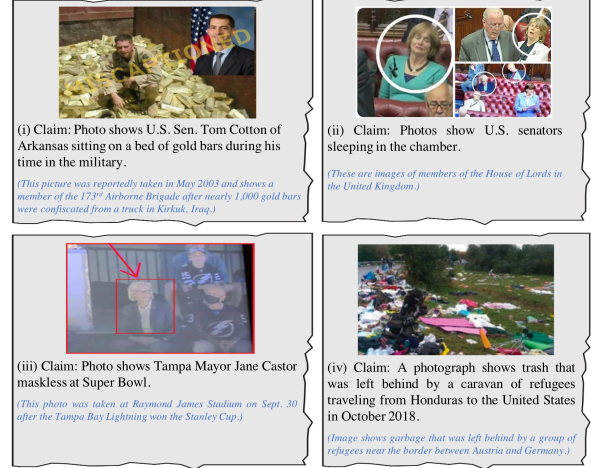 MISCAPTIONED
(i) Claim: Photo shows U.S. Sen. Tom Cotton of
Arkansas sitting on a bed of gold bars during his
time in the military.
(This picture was reportedly taken in May 2003 and shows a
member of the 173rd Airborne Brigade after nearly 1,000 gold bars
were confiscated from a truck in Kirkuk, Iraq.)
(ii) Claim: Photos show U.S. senators
sleeping in the chamber.
(These are images of members of the House of Lords in
the United Kingdom.)
(iii) Claim: Photo shows Tampa Mayor Jane Castor
maskless at Super Bowl.
(This photo was taken at Raymond James Stadium on Sept. 30
after the Tampa Bay Lightning won the Stanley Cup.)
(iv) Claim: A photograph shows trash that
was left behind by a caravan of refugees
traveling from Honduras to the United States
in October 2018.
(Image shows garbage that was left behind by a group of
refugees near the border between Austria and Germany.)